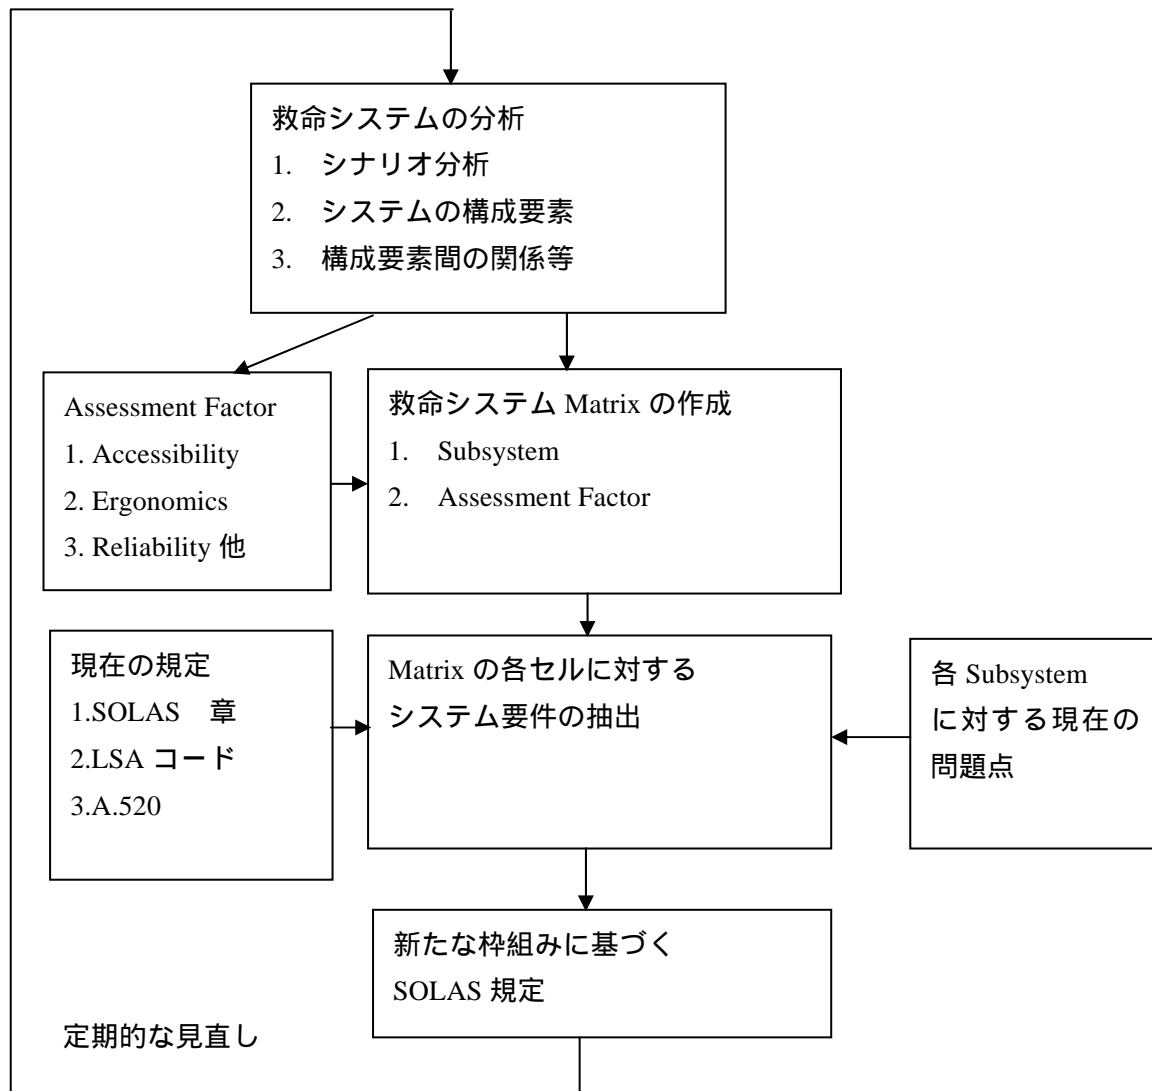 救命システムの分析
1. シナリオ分析
2. システムの構成要素
3. 構成要素間の関係等
Assessment Factor
1. Accessibility
2. Ergonomics
3. Reliability 他
救命システム Matrix の作成
1. Subsystem
2. Assessment Factor
現在の規定
1.SOLAS　章
2.LSA コード
3.A.520
Matrix の各セルに対する
システム要件の抽出
各 Subsystem
に対する現在の
問題点
新たな枠組みに基づく
SOLAS 規定
定期的な見直し